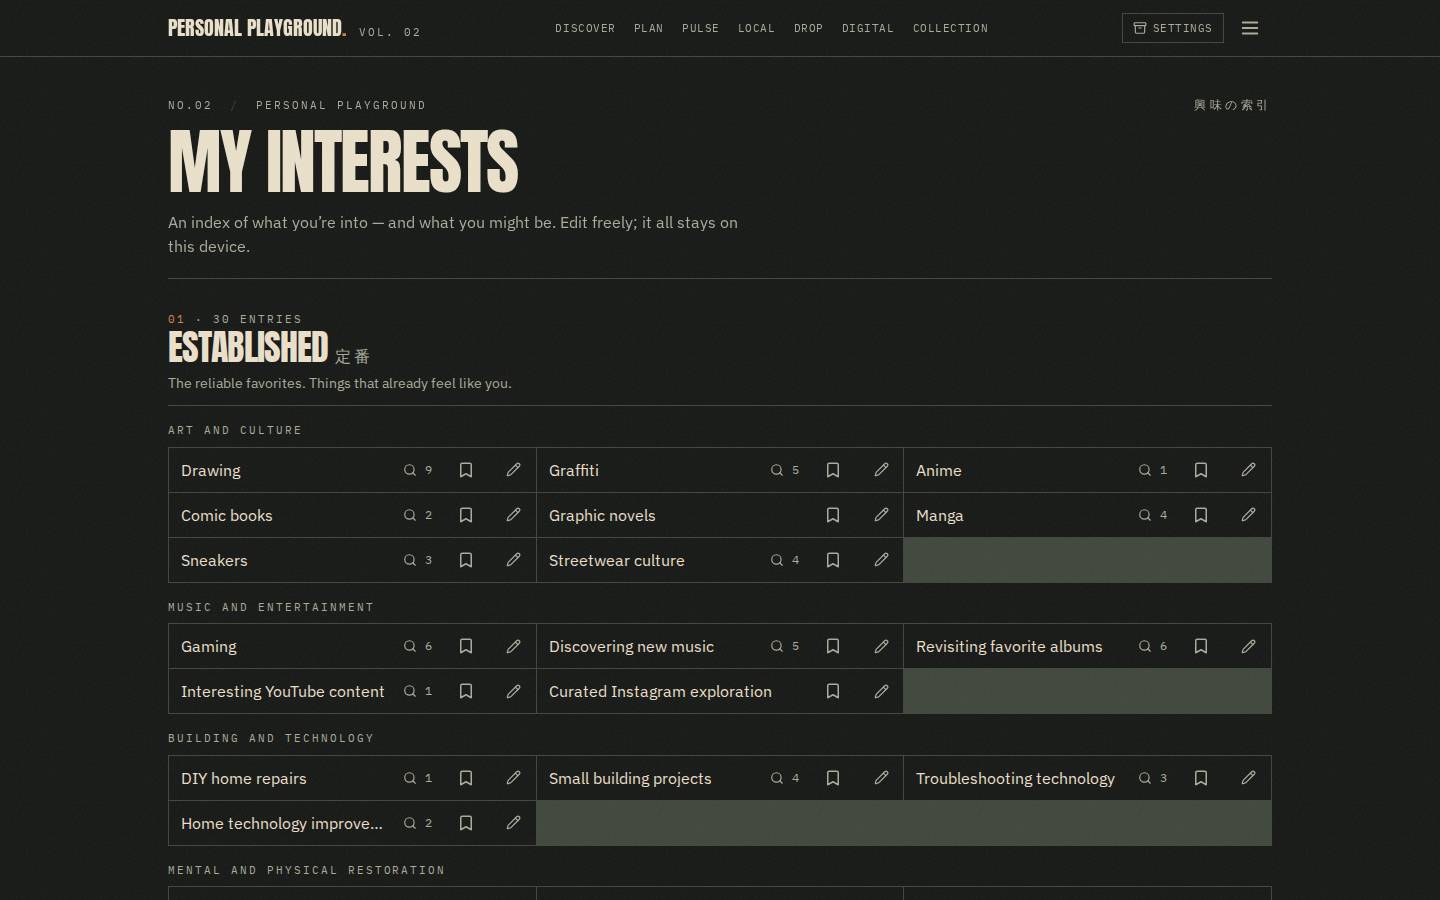 PERSONAL PLAYGROUND. VOL. 02
DISCOVER PLAN PULSE LOCAL DROP DIGITAL COLLECTION
SETTINGS
NO.02 / PERSONAL PLAYGROUND
興味の索引
MY INTERESTS
An index of what you’re into — and what you might be. Edit freely; it all stays on
this device.
01 · 30 ENTRIES
ESTABLISHED 定番
The reliable favorites. Things that already feel like you.
ART AND CULTURE
Drawing 9
Graffiti 5
Anime 1
Comic books 2
Graphic novels
Manga 4
Sneakers 3
Streetwear culture 4
MUSIC AND ENTERTAINMENT
Gaming 6
Discovering new music 5
Revisiting favorite albums 6
Interesting YouTube content 1
Curated Instagram exploration
BUILDING AND TECHNOLOGY
DIY home repairs 1
Small building projects 4
Troubleshooting technology 3
Home technology improve... 2
MENTAL AND PHYSICAL RESTORATION